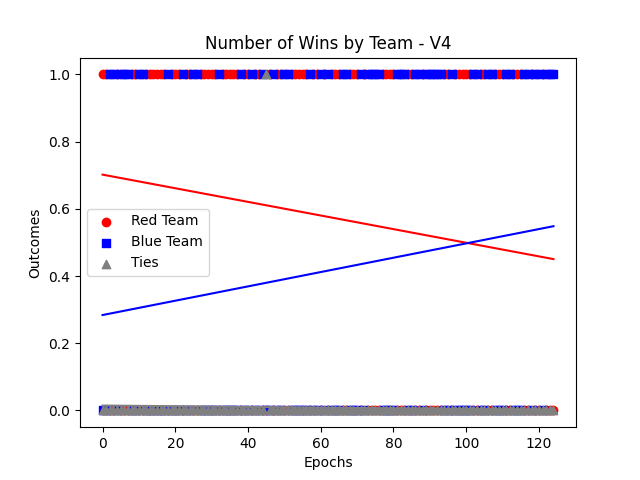 Number of Wins by Team - V4
1.0
0.8
0.6
0.4
0.2
0.0
Outcomes
Red Team
Blue Team
Ties
0 20 40 60 80 100 120
Epochs